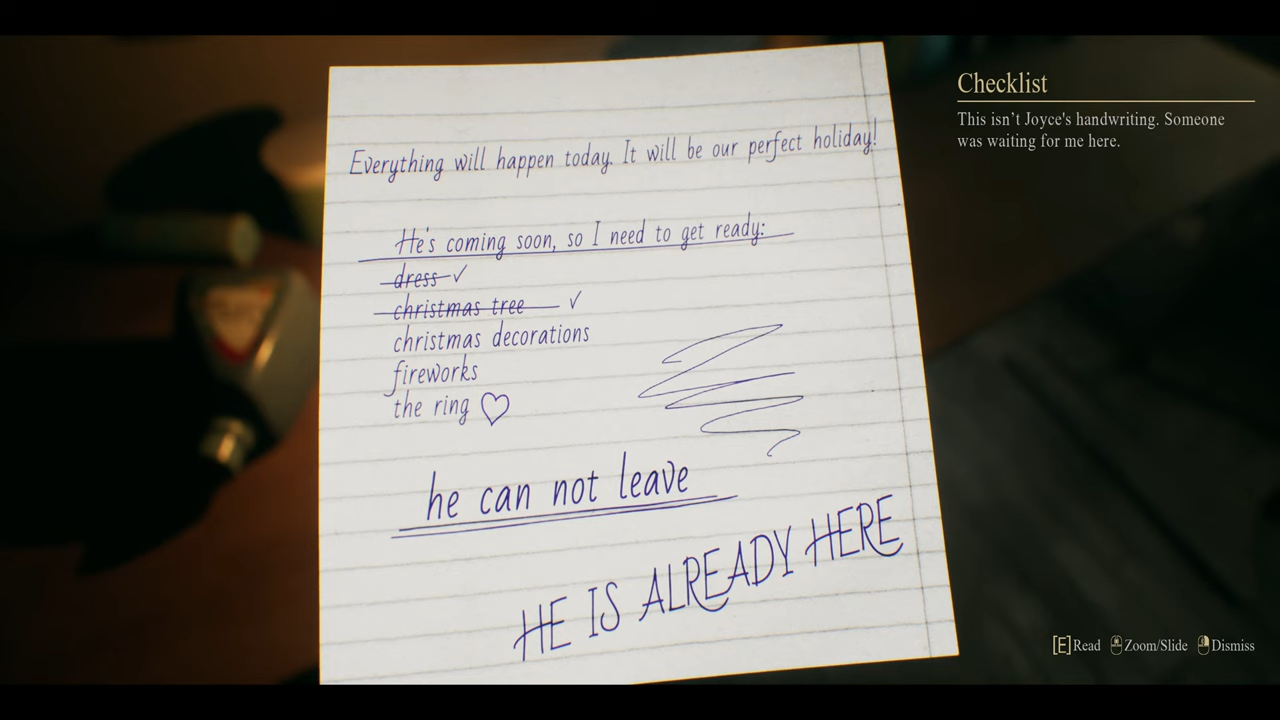 Everything will happen today. It will be our perfect holiday!
He's coming soon, so I need to get ready:
dress ✓
christmas tree ✓
christmas decorations
fireworks
the ring ♡
he can not leave
HE IS ALREADY HERE
Checklist
This isn't Joyce's handwriting. Someone
was waiting for me here.
[E]Read Zoom/Slide Dismiss